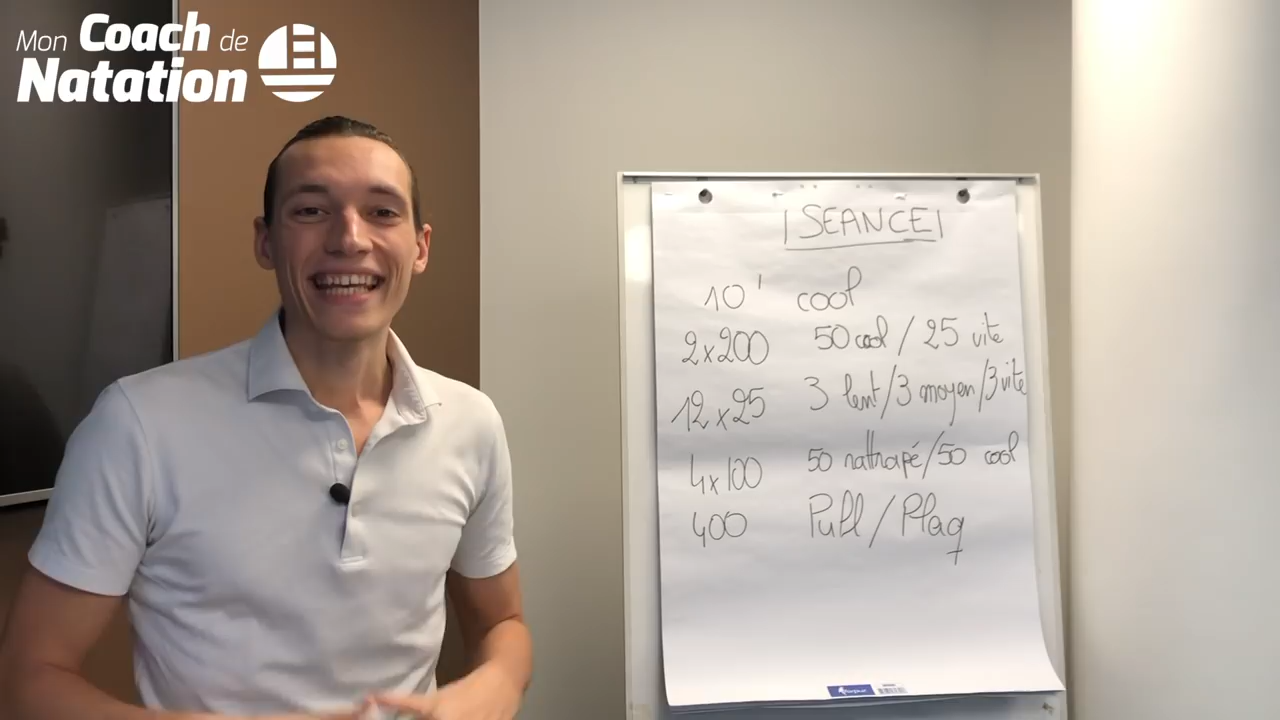 Mon Coach de
Natation
SEANCE
10' cool
2x200 50 cool / 25 vite
12x25 3 lent/3 moyen/3 vite
4x100 50 rattrapé/50 cool
400 Pull / Plaq